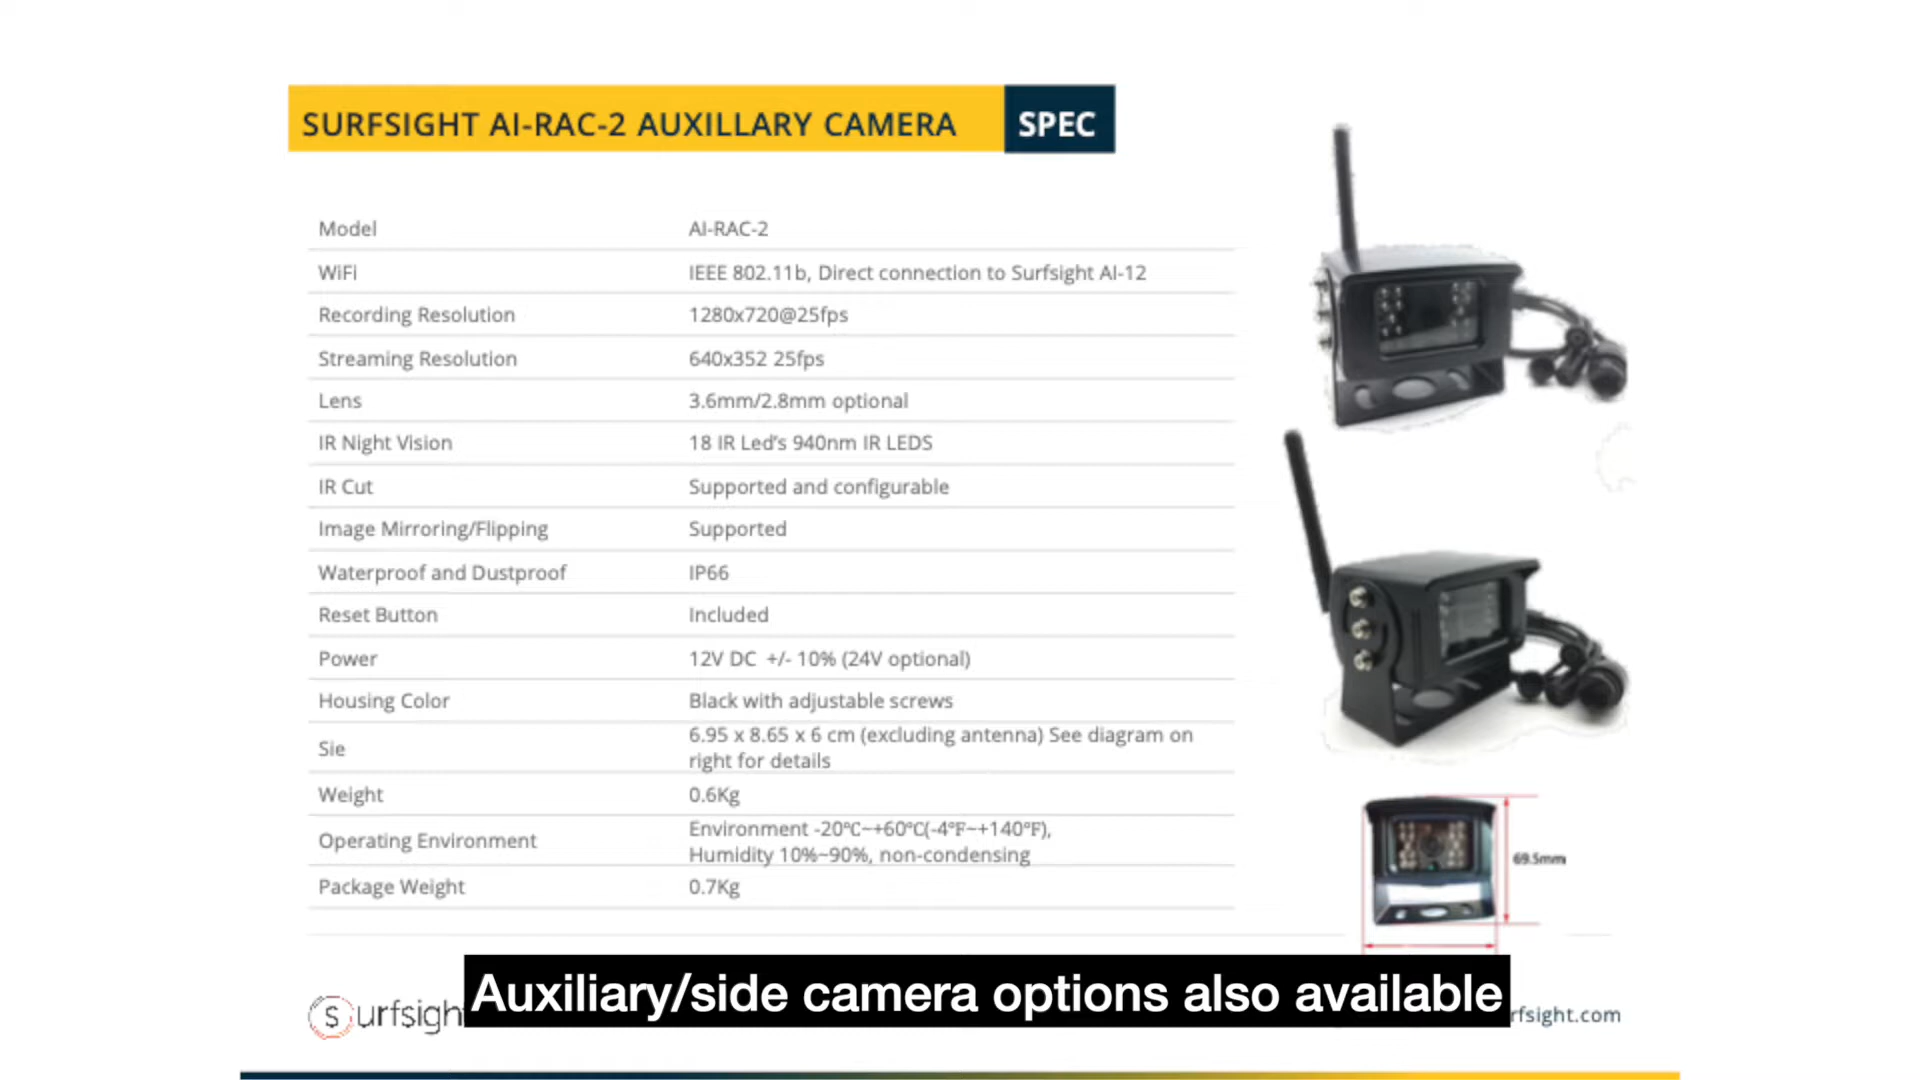 SURFSIGHT AI-RAC-2 AUXILLARY CAMERA SPEC
Model AI-RAC-2
WiFi IEEE 802.11b, Direct connection to Surfsight AI-12
Recording Resolution 1280x720@25fps
Streaming Resolution 640x352 25fps
Lens 3.6mm/2.8mm optional
IR Night Vision 18 IR Led's 940nm IR LEDS
IR Cut Supported and configurable
Image Mirroring/Flipping Supported
Waterproof and Dustproof IP66
Reset Button Included
Power 12V DC +/- 10% (24V optional)
Housing Color Black with adjustable screws
Sie 6.95 x 8.65 x 6 cm (excluding antenna) See diagram on
right for details
Weight 0.6Kg
Operating Environment Environment -20℃~+60℃(-4℉~+140℉),
Humidity 10%~90%, non-condensing
Package Weight 0.7Kg
69.5mm
Surfsigh
Auxiliary/side camera options also available
rfsight.com